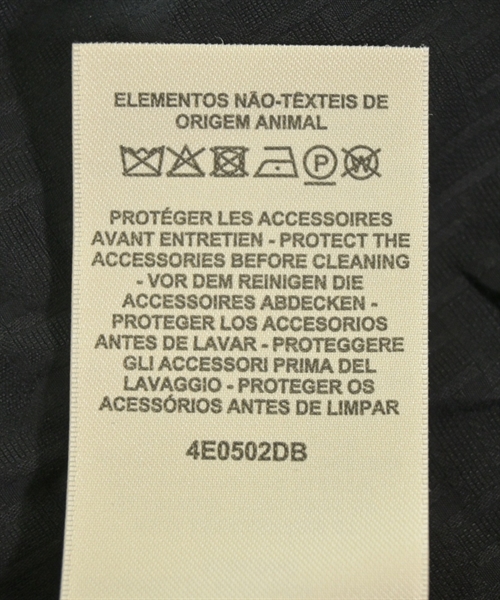 ELEMENTOS NÃO-TÊXTEIS DE
ORIGEM ANIMAL
P W
PROTÉGER LES ACCESSOIRES
AVANT ENTRETIEN - PROTECT THE
ACCESSORIES BEFORE CLEANING
- VOR DEM REINIGEN DIE
ACCESSOIRES ABDECKEN -
PROTEGER LOS ACCESORIOS
ANTES DE LAVAR - PROTEGGERE
GLI ACCESSORI PRIMA DEL
LAVAGGIO - PROTEGER OS
ACESSÓRIOS ANTES DE LIMPAR
4E0502DB